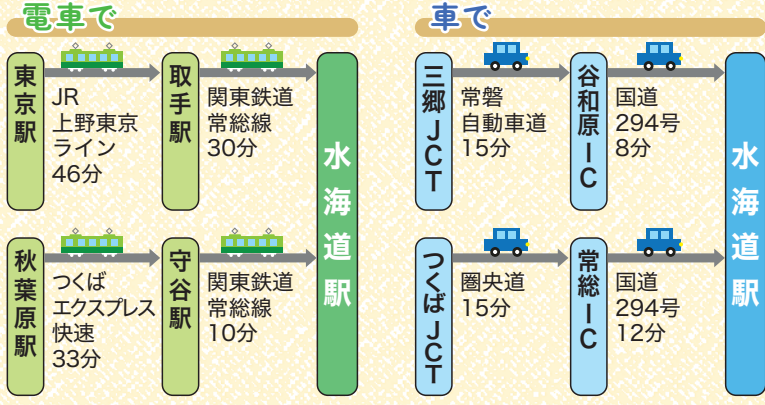 電車で
東京駅
JR
上野東京
ライン
46分
取手駅
関東鉄道
常総線
30分
秋葉原駅
つくば
エクスプレス
快速
33分
守谷駅
関東鉄道
常総線
10分
水海道駅
車で
三郷JCT
常磐
自動車道
15分
谷和原IC
国道
294号
8分
つくばJCT
圏央道
15分
常総IC
国道
294号
12分
水海道駅